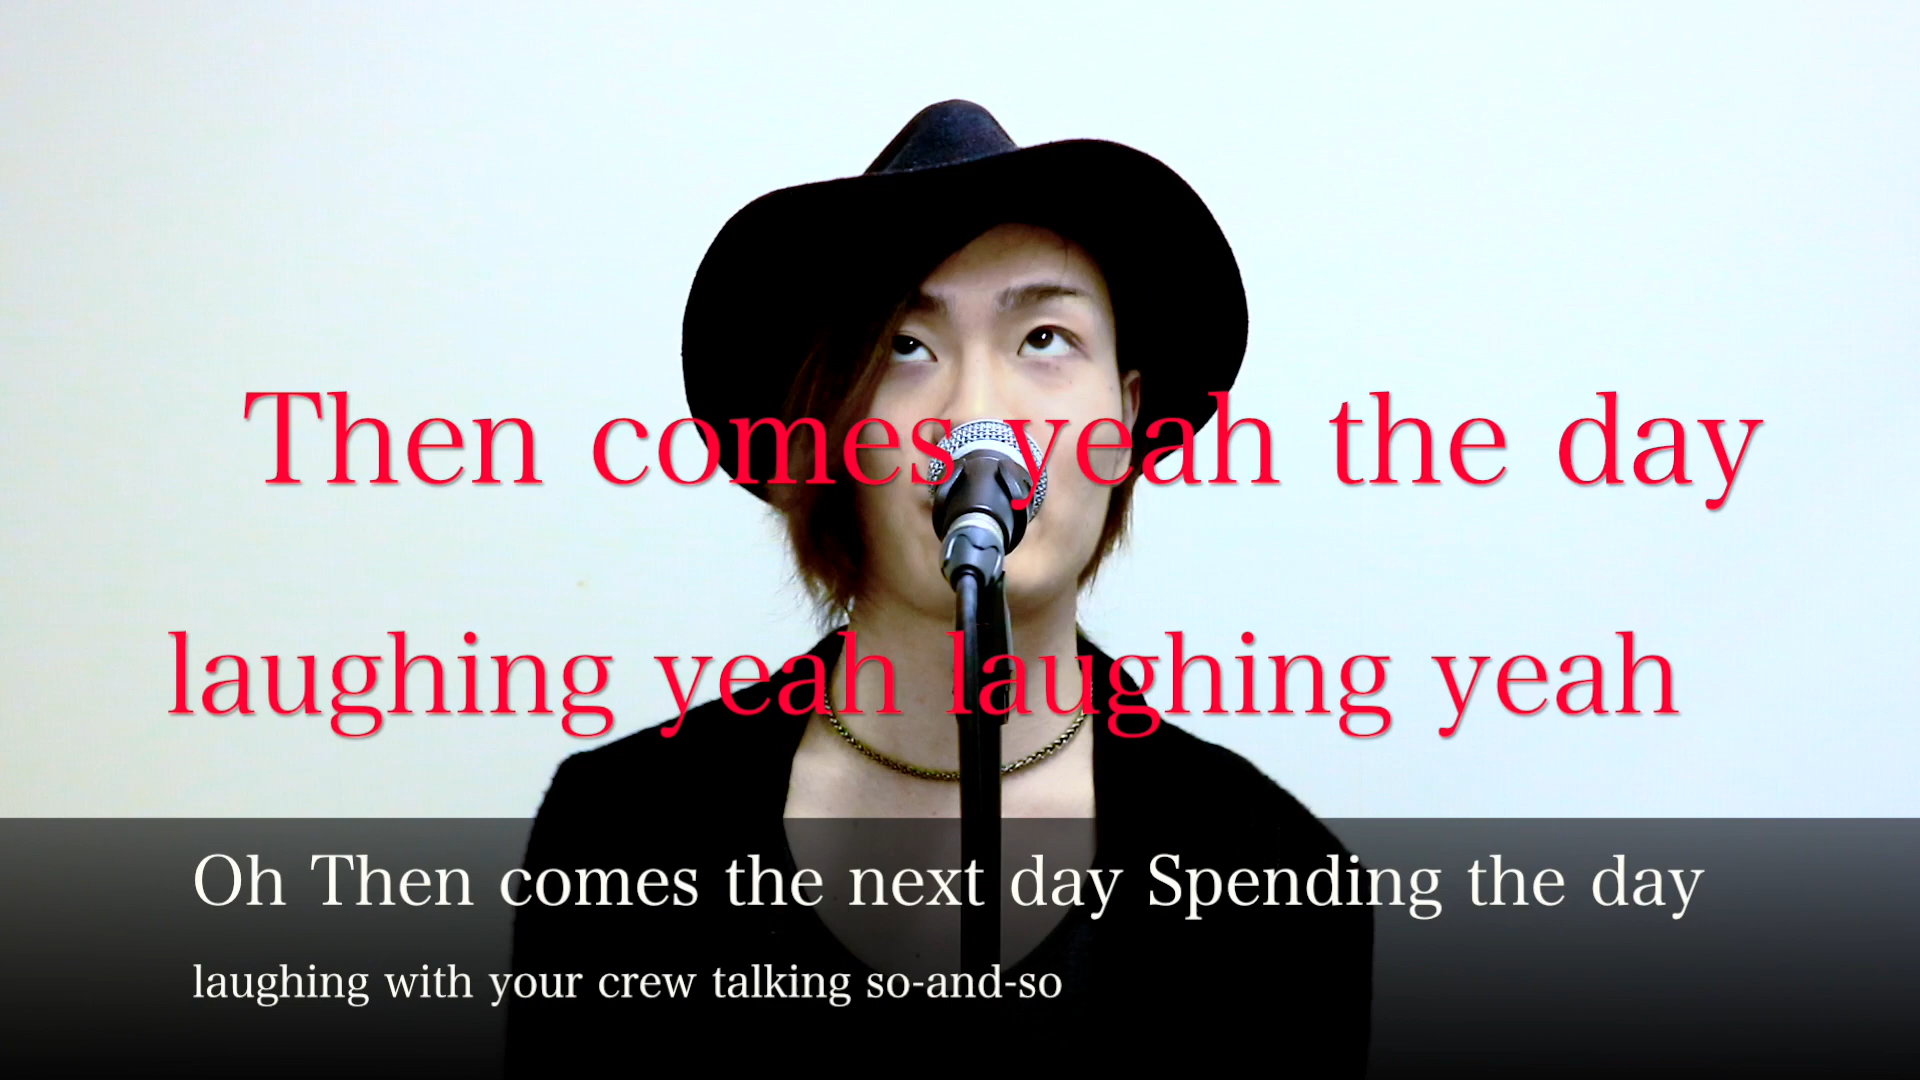 Then comes yeah the day
laughing yeah laughing yeah
Oh Then comes the next day Spending the day
laughing with your crew talking so-and-so